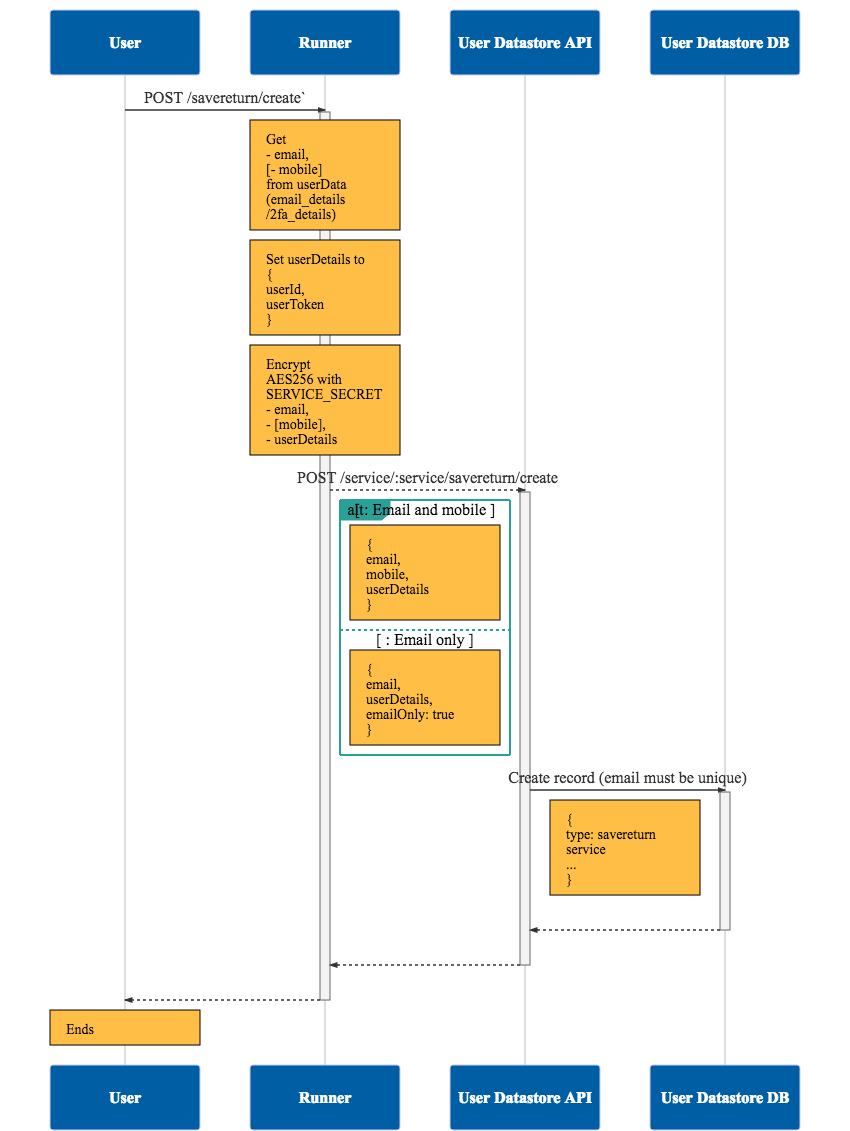 User
Runner
User Datastore API
User Datastore DB
POST /savereturn/create`
Get
- email,
[- mobile]
from userData
(email_details
/2fa_details)
Set userDetails to
{
userId,
userToken
}
Encrypt
AES256 with
SERVICE_SECRET
- email,
- [mobile],
- userDetails
POST /service/:service/savereturn/create
alt
[ : Email and mobile ]
{
email,
mobile,
userDetails
}
[ : Email only ]
{
email,
userDetails,
emailOnly: true
}
Create record (email must be unique)
{
type: savereturn
service
...
}
Ends
User
Runner
User Datastore API
User Datastore DB